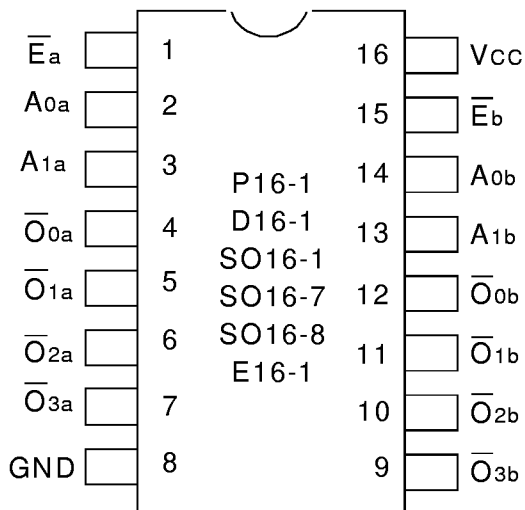 E̅a 1 16 VCC
A0a 2 15 E̅b
A1a 3 14 A0b
O̅0a 4 13 A1b
O̅1a 5 12 O̅0b
O̅2a 6 11 O̅1b
O̅3a 7 10 O̅2b
GND 8 9 O̅3b
P16-1
D16-1
SO16-1
SO16-7
SO16-8
E16-1